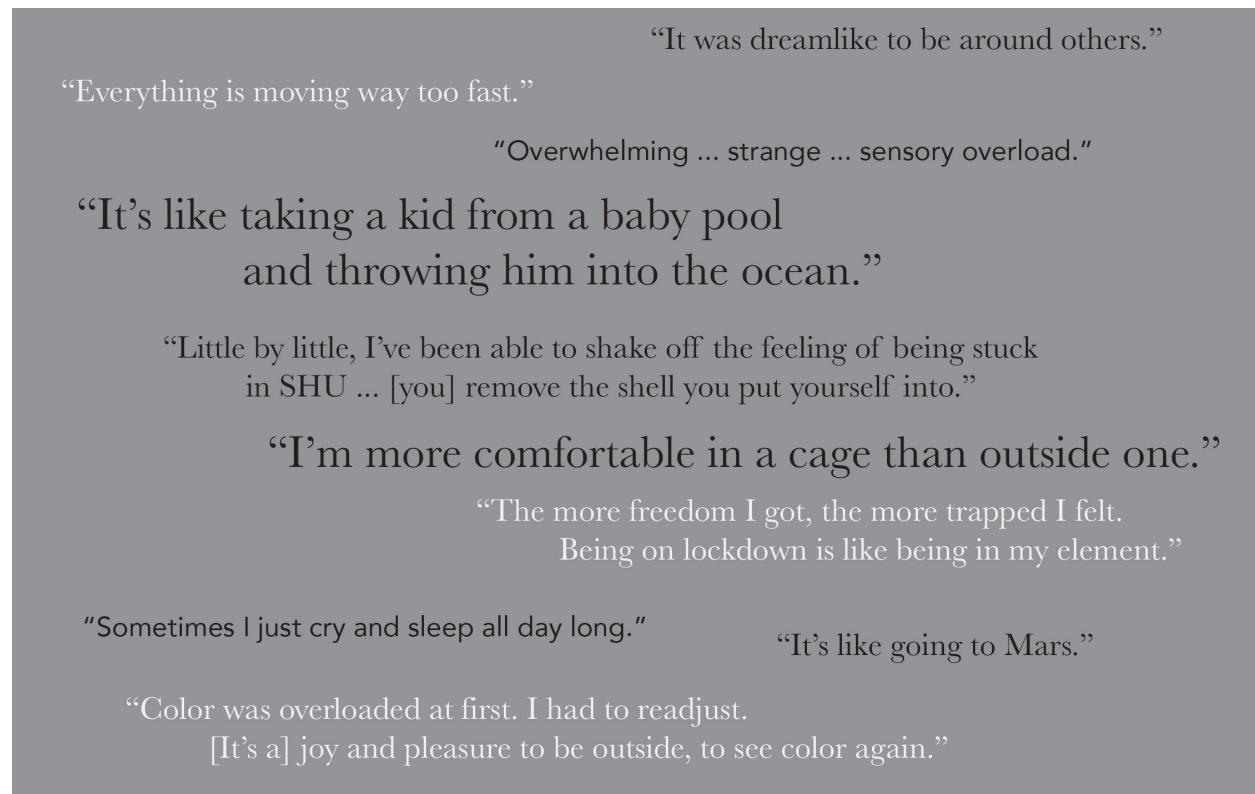 “It was dreamlike to be around others.”
“Everything is moving way too fast.”
“Overwhelming ... strange ... sensory overload.”
“It’s like taking a kid from a baby pool
and throwing him into the ocean.”
“Little by little, I’ve been able to shake off the feeling of being stuck
in SHU ... [you] remove the shell you put yourself into.”
“I’m more comfortable in a cage than outside one.”
“The more freedom I got, the more trapped I felt.
Being on lockdown is like being in my element.”
“Sometimes I just cry and sleep all day long.”
“It’s like going to Mars.”
“Color was overloaded at first. I had to readjust.
[It’s a] joy and pleasure to be outside, to see color again.”